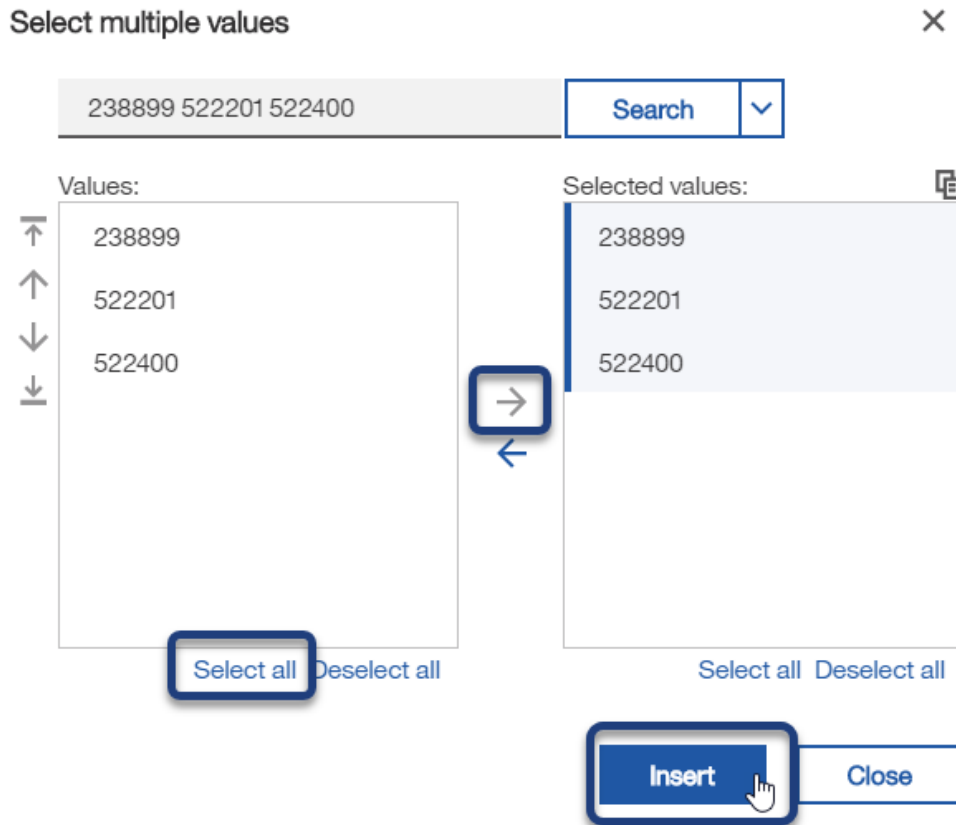 Select multiple values
238899 522201 522400
Search
Values:
Selected values:
238899
522201
522400
238899
522201
522400
Select all Deselect all
Select all Deselect all
Insert
Close